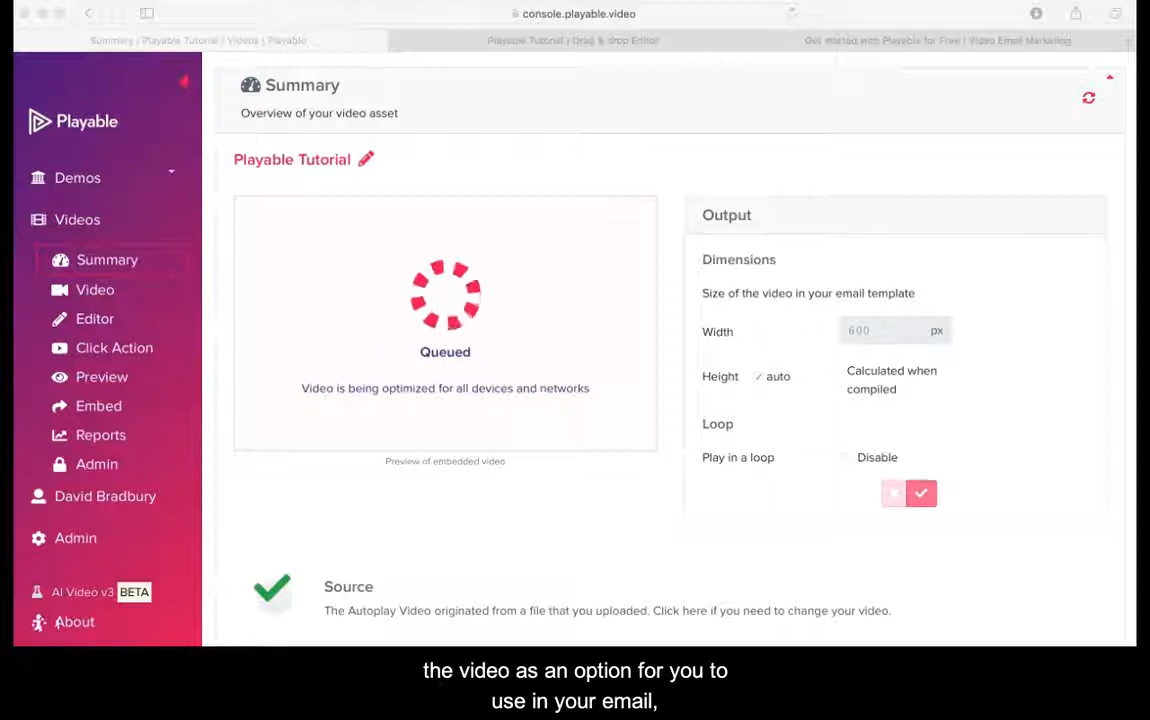 console.playable.video
Summary / Playable Tutorial | Videos | Playable
Playable Tutorial | Drag & drop Editor
Get started with Playable for Free | Video Email Marketing
Playable
Demos
Videos
Summary
Video
Editor
Click Action
Preview
Embed
Reports
Admin
David Bradbury
Admin
AI Video v3 BETA
About
Summary
Overview of your video asset
Playable Tutorial
Queued
Video is being optimized for all devices and networks
Preview of embedded video
Output
Dimensions
Size of the video in your email template
Width 600 px
Height ✓ auto Calculated when
compiled
Loop
Play in a loop Disable
Source
The Autoplay Video originated from a file that you uploaded. Click here if you need to change your video.
the video as an option for you to
use in your email,